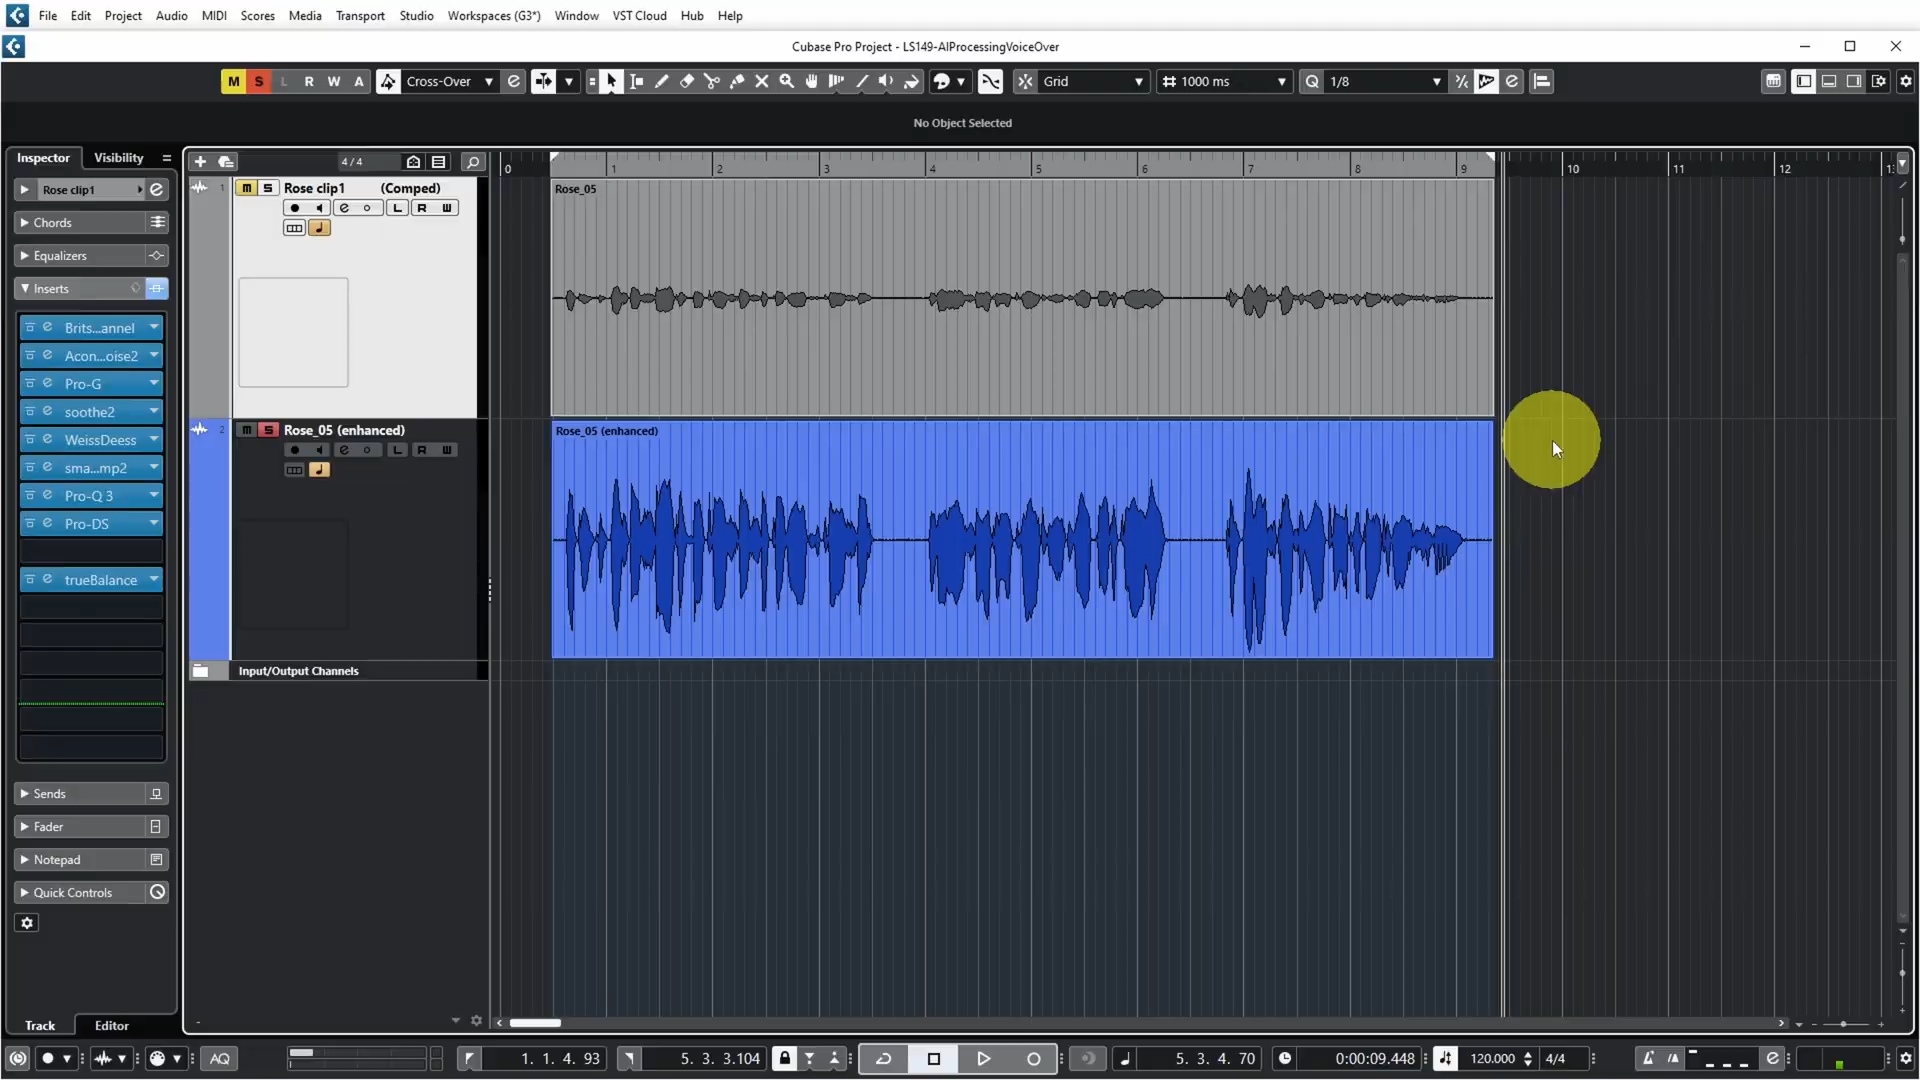 File Edit Project Audio MIDI Scores Media Transport Studio Workspaces (G3*) Window VST Cloud Hub Help
Cubase Pro Project - LS149-AIProcessingVoiceOver
M S L R W A Cross-Over Grid 1000 ms Q 1/8
No Object Selected
Inspector Visibility 4/4 0 1 2 3 4 5 6 7 8 9 10 11 12
Rose clip1
1 m S Rose clip1 (Comped)
Rose_05
L R W
Chords
Equalizers
Inserts
Brits...annel
Acon...oise2
Pro-G
soothe2
2 m S Rose_05 (enhanced)
Rose_05 (enhanced)
L R W
WeissDeess
sma...mp2
Pro-Q 3
Pro-DS
trueBalance
Input/Output Channels
Sends
Fader
Notepad
Quick Controls
Track Editor
AQ 1. 1. 4. 93 5. 3. 3.104 5. 3. 4. 70 0:00:09.448 120.000 4/4